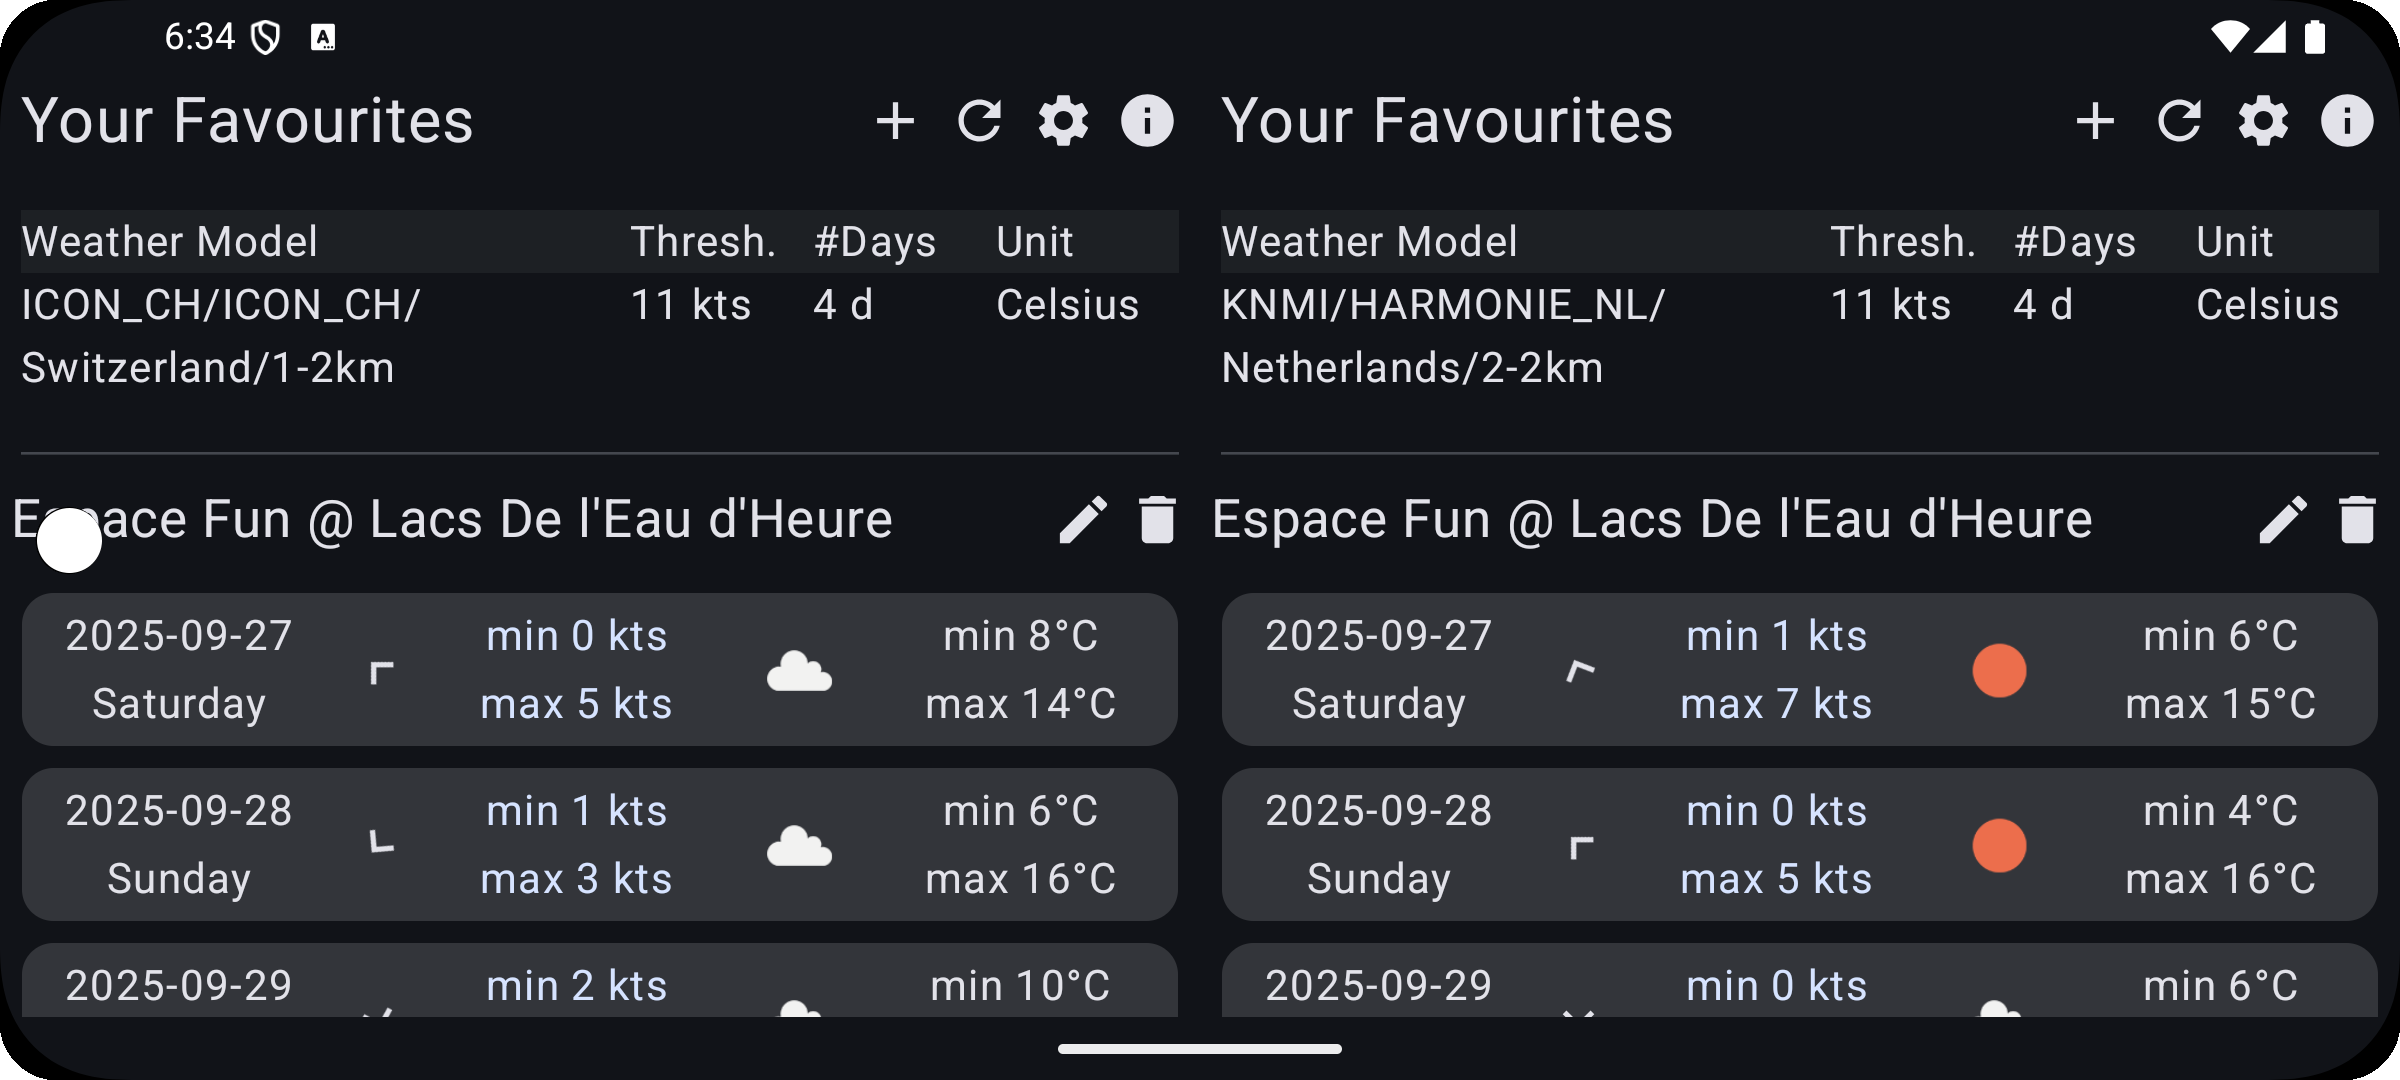 6:34
Your Favourites
Weather Model Thresh. #Days Unit
ICON_CH/ICON_CH/ 11 kts 4 d Celsius
Switzerland/1-2km
Espace Fun @ Lacs De l'Eau d'Heure
2025-09-27 min 0 kts min 8°C
Saturday max 5 kts max 14°C
2025-09-28 min 1 kts min 6°C
Sunday max 3 kts max 16°C
2025-09-29 min 2 kts min 10°C
Your Favourites
Weather Model Thresh. #Days Unit
KNMI/HARMONIE_NL/ 11 kts 4 d Celsius
Netherlands/2-2km
Espace Fun @ Lacs De l'Eau d'Heure
2025-09-27 min 1 kts min 6°C
Saturday max 7 kts max 15°C
2025-09-28 min 0 kts min 4°C
Sunday max 5 kts max 16°C
2025-09-29 min 0 kts min 6°C